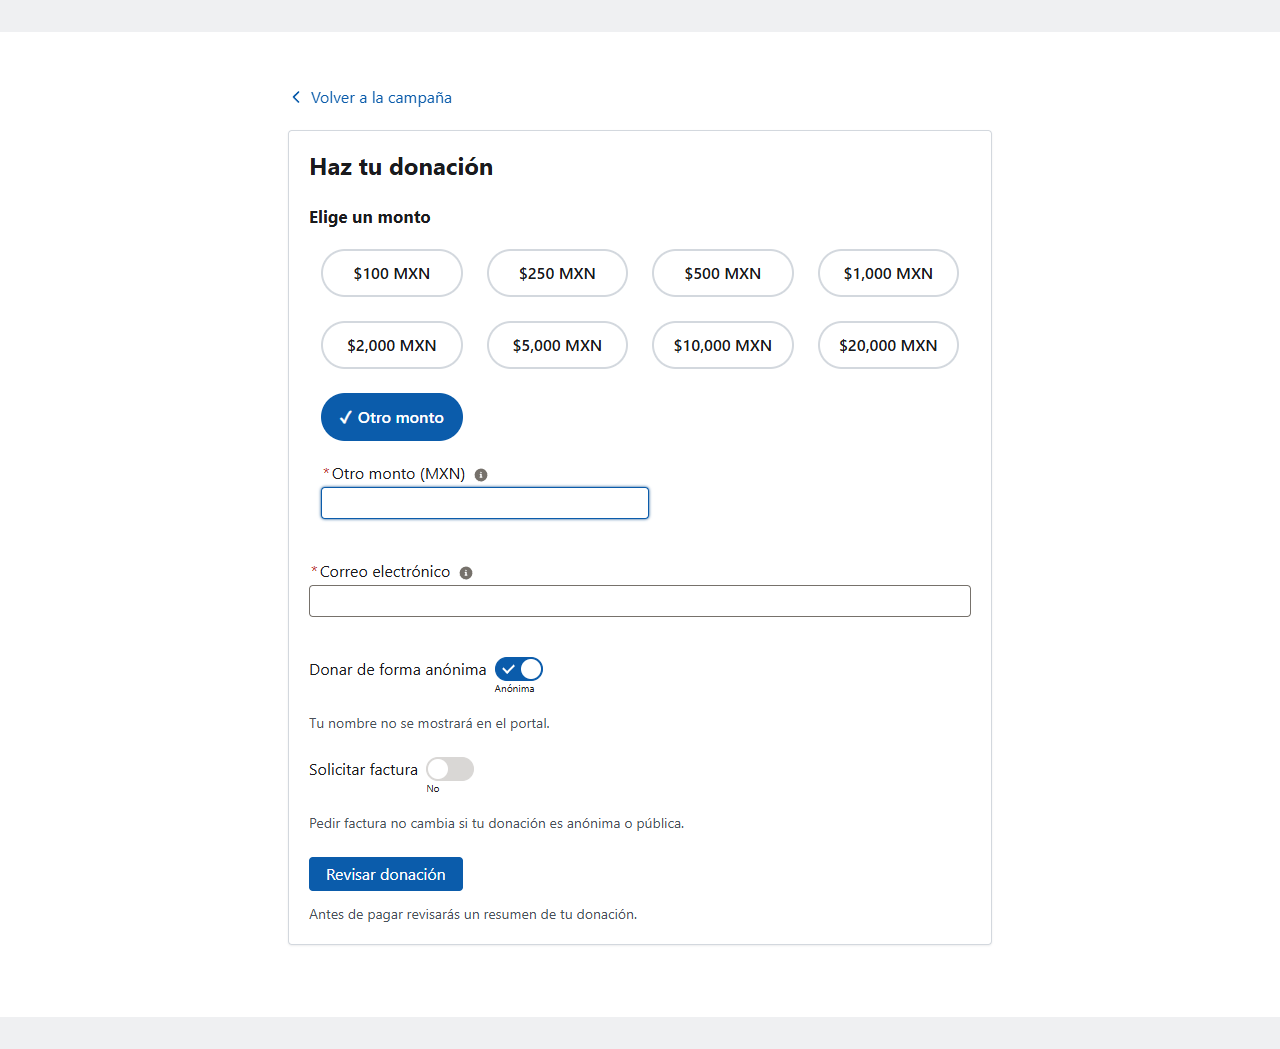 Volver a la campaña
Haz tu donación
Elige un monto
$100 MXN $250 MXN $500 MXN $1,000 MXN
$2,000 MXN $5,000 MXN $10,000 MXN $20,000 MXN
Otro monto
*Otro monto (MXN)
*Correo electrónico
Donar de forma anónima
Anónima
Tu nombre no se mostrará en el portal.
Solicitar factura
No
Pedir factura no cambia si tu donación es anónima o pública.
Revisar donación
Antes de pagar revisarás un resumen de tu donación.